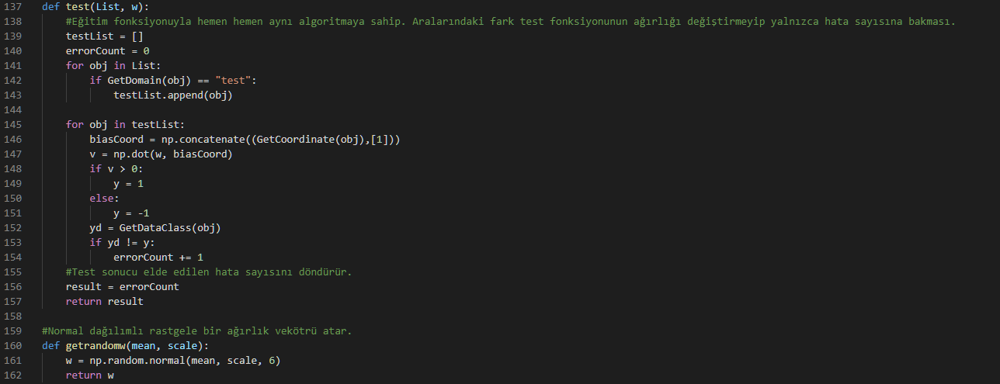 137 def test(List, w):
138     #Eğitim fonksiyonuyla hemen hemen aynı algoritmaya sahip. Aralarındaki fark test fonksiyonunun ağırlığı değiştirmeyip yalnızca hata sayısına bakması.
139     testList = []
140     errorCount = 0
141     for obj in List:
142         if GetDomain(obj) == "test":
143             testList.append(obj)
144
145     for obj in testList:
146         biasCoord = np.concatenate((GetCoordinate(obj),[1]))
147         v = np.dot(w, biasCoord)
148         if v > 0:
149             y = 1
150         else:
151             y = -1
152         yd = GetDataClass(obj)
153         if yd != y:
154             errorCount += 1
155     #Test sonucu elde edilen hata sayısını döndürür.
156     result = errorCount
157     return result
158
159 #Normal dağılımlı rastgele bir ağırlık vekötrü atar.
160 def getrandomw(mean, scale):
161     w = np.random.normal(mean, scale, 6)
162     return w